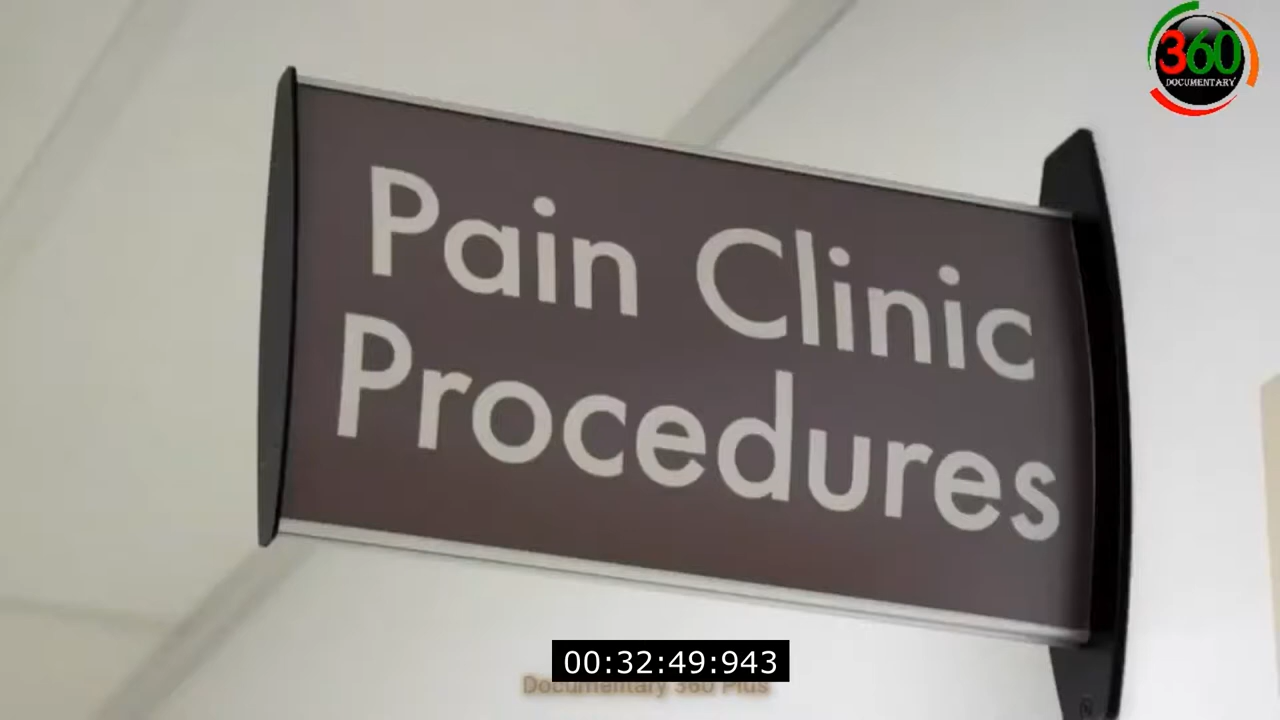 360
DOCUMENTARY
Pain Clinic
Procedures
00:32:49:943
Documentary 360 Plus